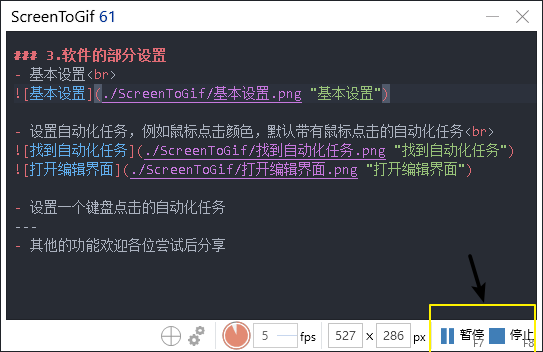 ScreenToGif 61
### 3.软件的部分设置
- 基本设置<br>
![基本设置](./ScreenToGif/基本设置.png "基本设置")
- 设置自动化任务，例如鼠标点击颜色，默认带有鼠标点击的自动化任务<br>
![找到自动化任务](./ScreenToGif/找到自动化任务.png "找到自动化任务")
![打开编辑界面](./ScreenToGif/打开编辑界面.png "打开编辑界面")
- 设置一个键盘点击的自动化任务
---
- 其他的功能欢迎各位尝试后分享
5 fps 527 x 286 px 暂停 F7 停止 F8